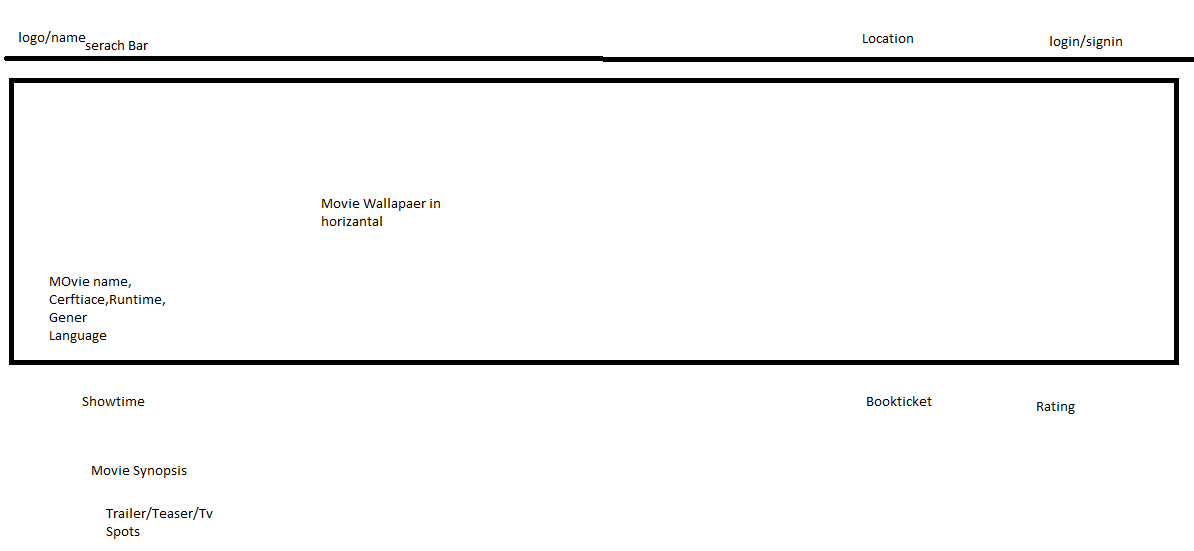 logo/name
serach Bar
Location
login/signin
Movie Wallapaer in
horizantal
MOvie name,
Cerftiace,Runtime,
Gener
Language
Showtime
Bookticket
Rating
Movie Synopsis
Trailer/Teaser/Tv
Spots